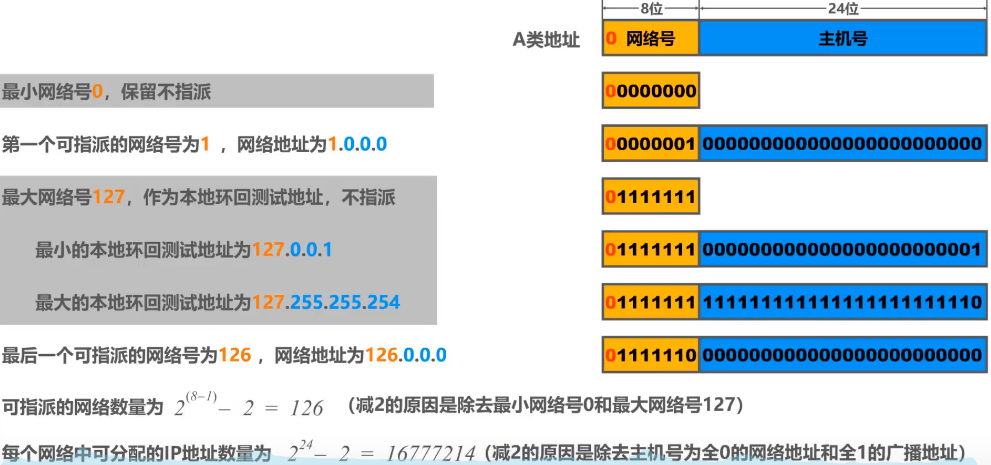 8位 24位
A类地址 0 网络号 主机号
最小网络号0，保留不指派 00000000
第一个可指派的网络号为1 ，网络地址为1.0.0.0 00000001 000000000000000000000000
最大网络号127，作为本地环回测试地址，不指派 01111111
最小的本地环回测试地址为127.0.0.1 01111111 000000000000000000000001
最大的本地环回测试地址为127.255.255.254 01111111 111111111111111111111110
最后一个可指派的网络号为126 ，网络地址为126.0.0.0 01111110 000000000000000000000000
可指派的网络数量为 2^(8–1) – 2 = 126 （减2的原因是除去最小网络号0和最大网络号127）
每个网络中可分配的IP地址数量为 2^24 – 2 = 16777214 (减2的原因是除去主机号为全0的网络地址和全1的广播地址）